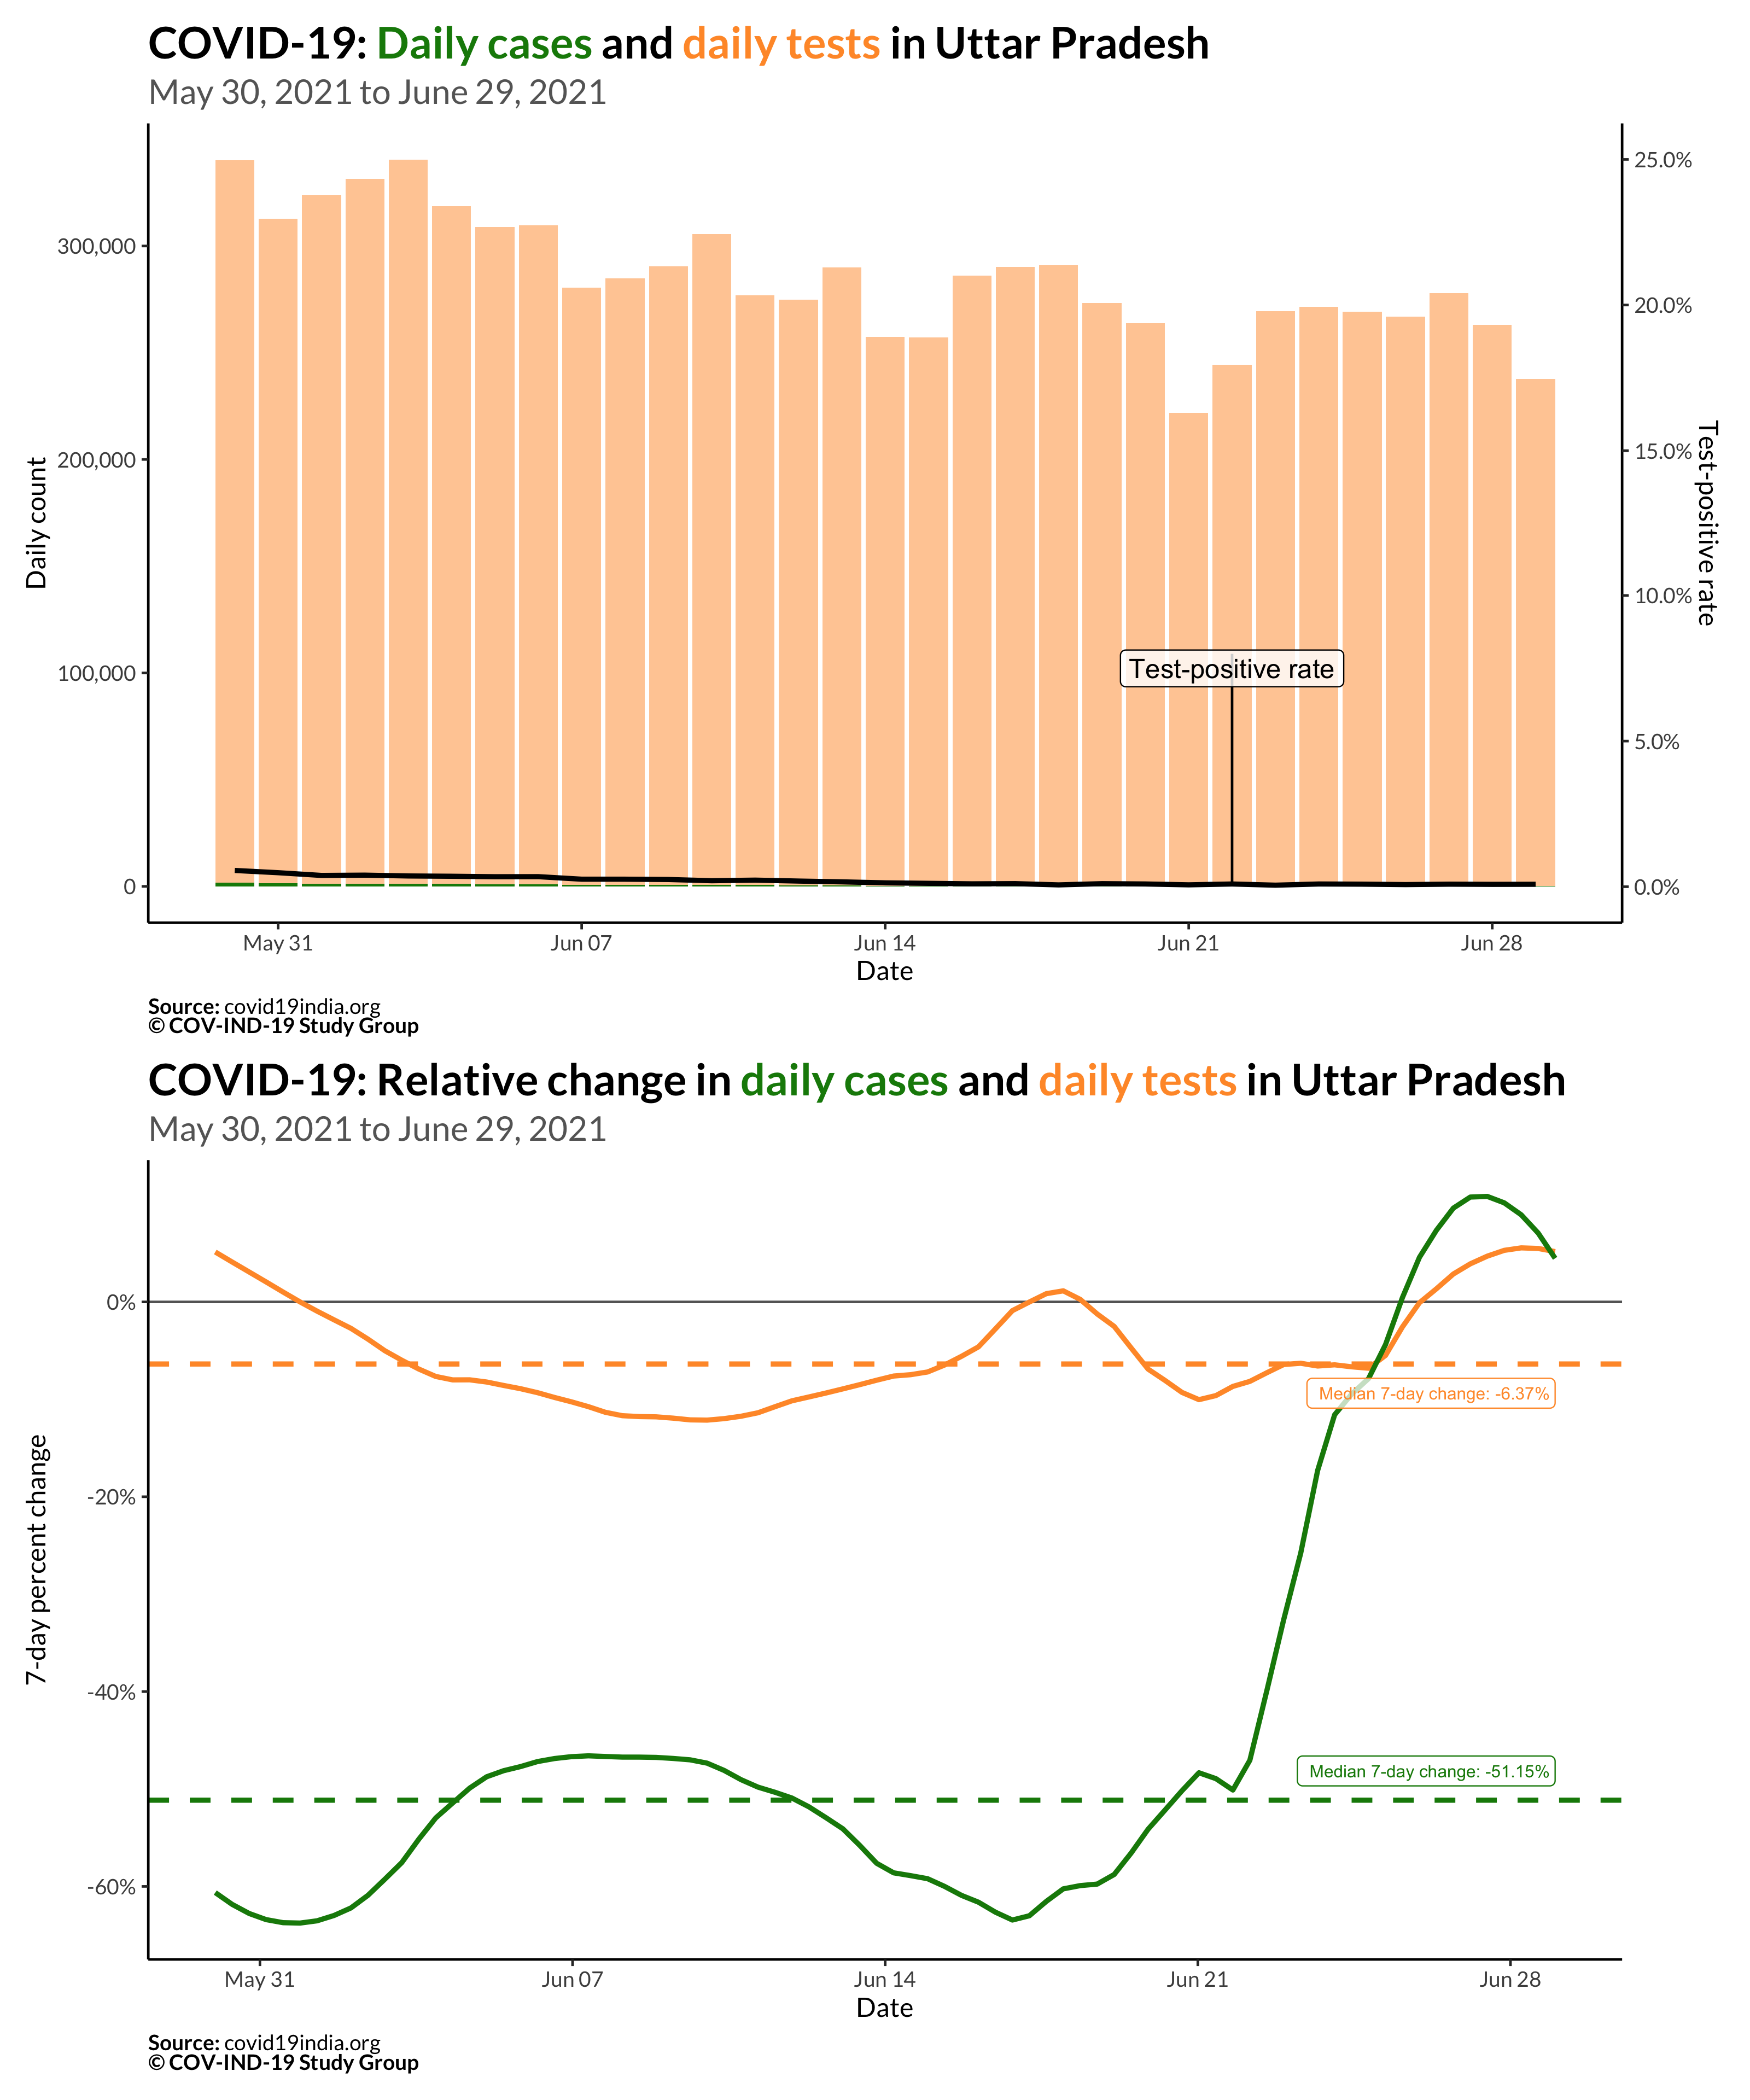 COVID-19: Daily cases and daily tests in Uttar Pradesh
May 30, 2021 to June 29, 2021
Daily count
300,000
200,000
100,000
0
25.0%
20.0%
15.0%
10.0%
5.0%
0.0%
Test-positive rate
Test-positive rate
May 31
Jun 07
Jun 14
Jun 21
Jun 28
Date
Source: covid19india.org
© COV-IND-19 Study Group
COVID-19: Relative change in daily cases and daily tests in Uttar Pradesh
May 30, 2021 to June 29, 2021
7-day percent change
0%
-20%
-40%
-60%
Median 7-day change: -6.37%
Median 7-day change: -51.15%
May 31
Jun 07
Jun 14
Jun 21
Jun 28
Date
Source: covid19india.org
© COV-IND-19 Study Group